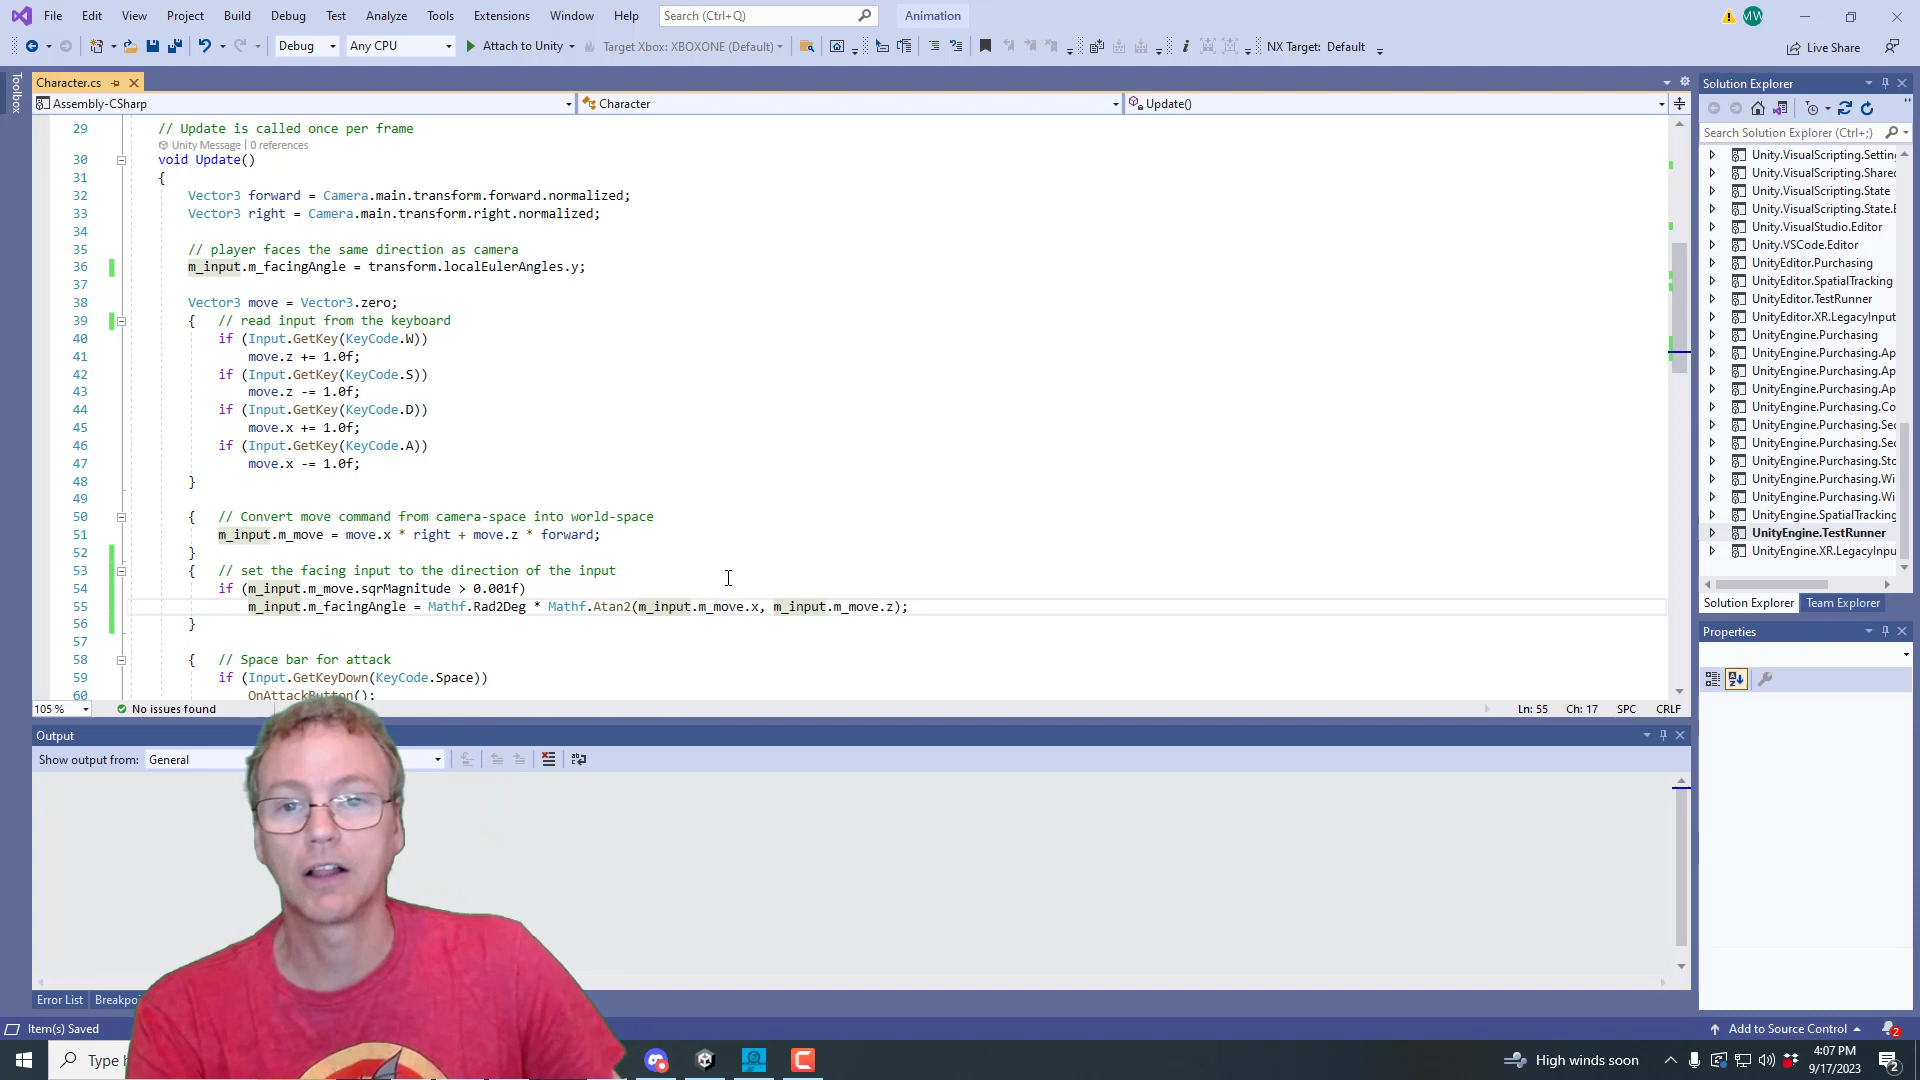 File Edit View Project Build Debug Test Analyze Tools Extensions Window Help Search (Ctrl+Q) Animation MW
Debug Any CPU Attach to Unity Target Xbox: XBOXONE (Default) NX Target: Default Live Share
Toolbox
Character.cs
Assembly-CSharp Character Update()
29 // Update is called once per frame
Unity Message | 0 references
30 void Update()
31 {
32 Vector3 forward = Camera.main.transform.forward.normalized;
33 Vector3 right = Camera.main.transform.right.normalized;
34
35 // player faces the same direction as camera
36 m_input.m_facingAngle = transform.localEulerAngles.y;
37
38 Vector3 move = Vector3.zero;
39 { // read input from the keyboard
40 if (Input.GetKey(KeyCode.W))
41 move.z += 1.0f;
42 if (Input.GetKey(KeyCode.S))
43 move.z -= 1.0f;
44 if (Input.GetKey(KeyCode.D))
45 move.x += 1.0f;
46 if (Input.GetKey(KeyCode.A))
47 move.x -= 1.0f;
48 }
49
50 { // Convert move command from camera-space into world-space
51 m_input.m_move = move.x * right + move.z * forward;
52 }
53 { // set the facing input to the direction of the input
54 if (m_input.m_move.sqrMagnitude > 0.001f)
55 m_input.m_facingAngle = Mathf.Rad2Deg * Mathf.Atan2(m_input.m_move.x, m_input.m_move.z);
56 }
57
58 { // Space bar for attack
59 if (Input.GetKeyDown(KeyCode.Space))
60 OnAttackButton();
105 % No issues found Ln: 55 Ch: 17 SPC CRLF
Output
Show output from: General
Error List
Item(s) Saved Add to Source Control 2
Solution Explorer
Search Solution Explorer (Ctrl+;)
Unity.VisualScripting.Settin
Unity.VisualScripting.Shared
Unity.VisualScripting.State
Unity.VisualScripting.State.E
Unity.VisualStudio.Editor
Unity.VSCode.Editor
UnityEditor.Purchasing
UnityEditor.SpatialTracking
UnityEditor.TestRunner
UnityEditor.XR.LegacyInput
UnityEngine.Purchasing
UnityEngine.Purchasing.Ap
UnityEngine.Purchasing.Ap
UnityEngine.Purchasing.Ap
UnityEngine.Purchasing.Co
UnityEngine.Purchasing.Sec
UnityEngine.Purchasing.Sec
UnityEngine.Purchasing.Sto
UnityEngine.Purchasing.Wi
UnityEngine.Purchasing.Wi
UnityEngine.SpatialTracking
UnityEngine.TestRunner
UnityEngine.XR.LegacyInpu
Solution Explorer Team Explorer
Properties
Type High winds soon 4:07 PM
9/17/2023 2